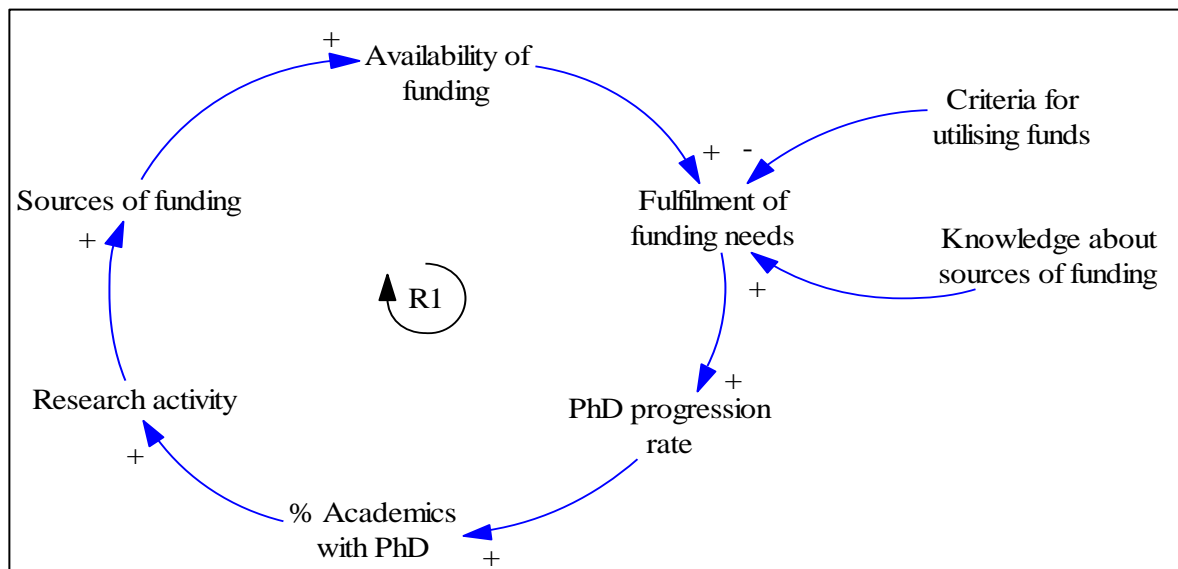 +
Availability of
funding
Criteria for
utilising funds
+
-
Sources of funding
Fulfilment of
funding needs
+
Knowledge about
sources of funding
+
R1
+
Research activity
PhD progression
rate
+
% Academics
with PhD
+